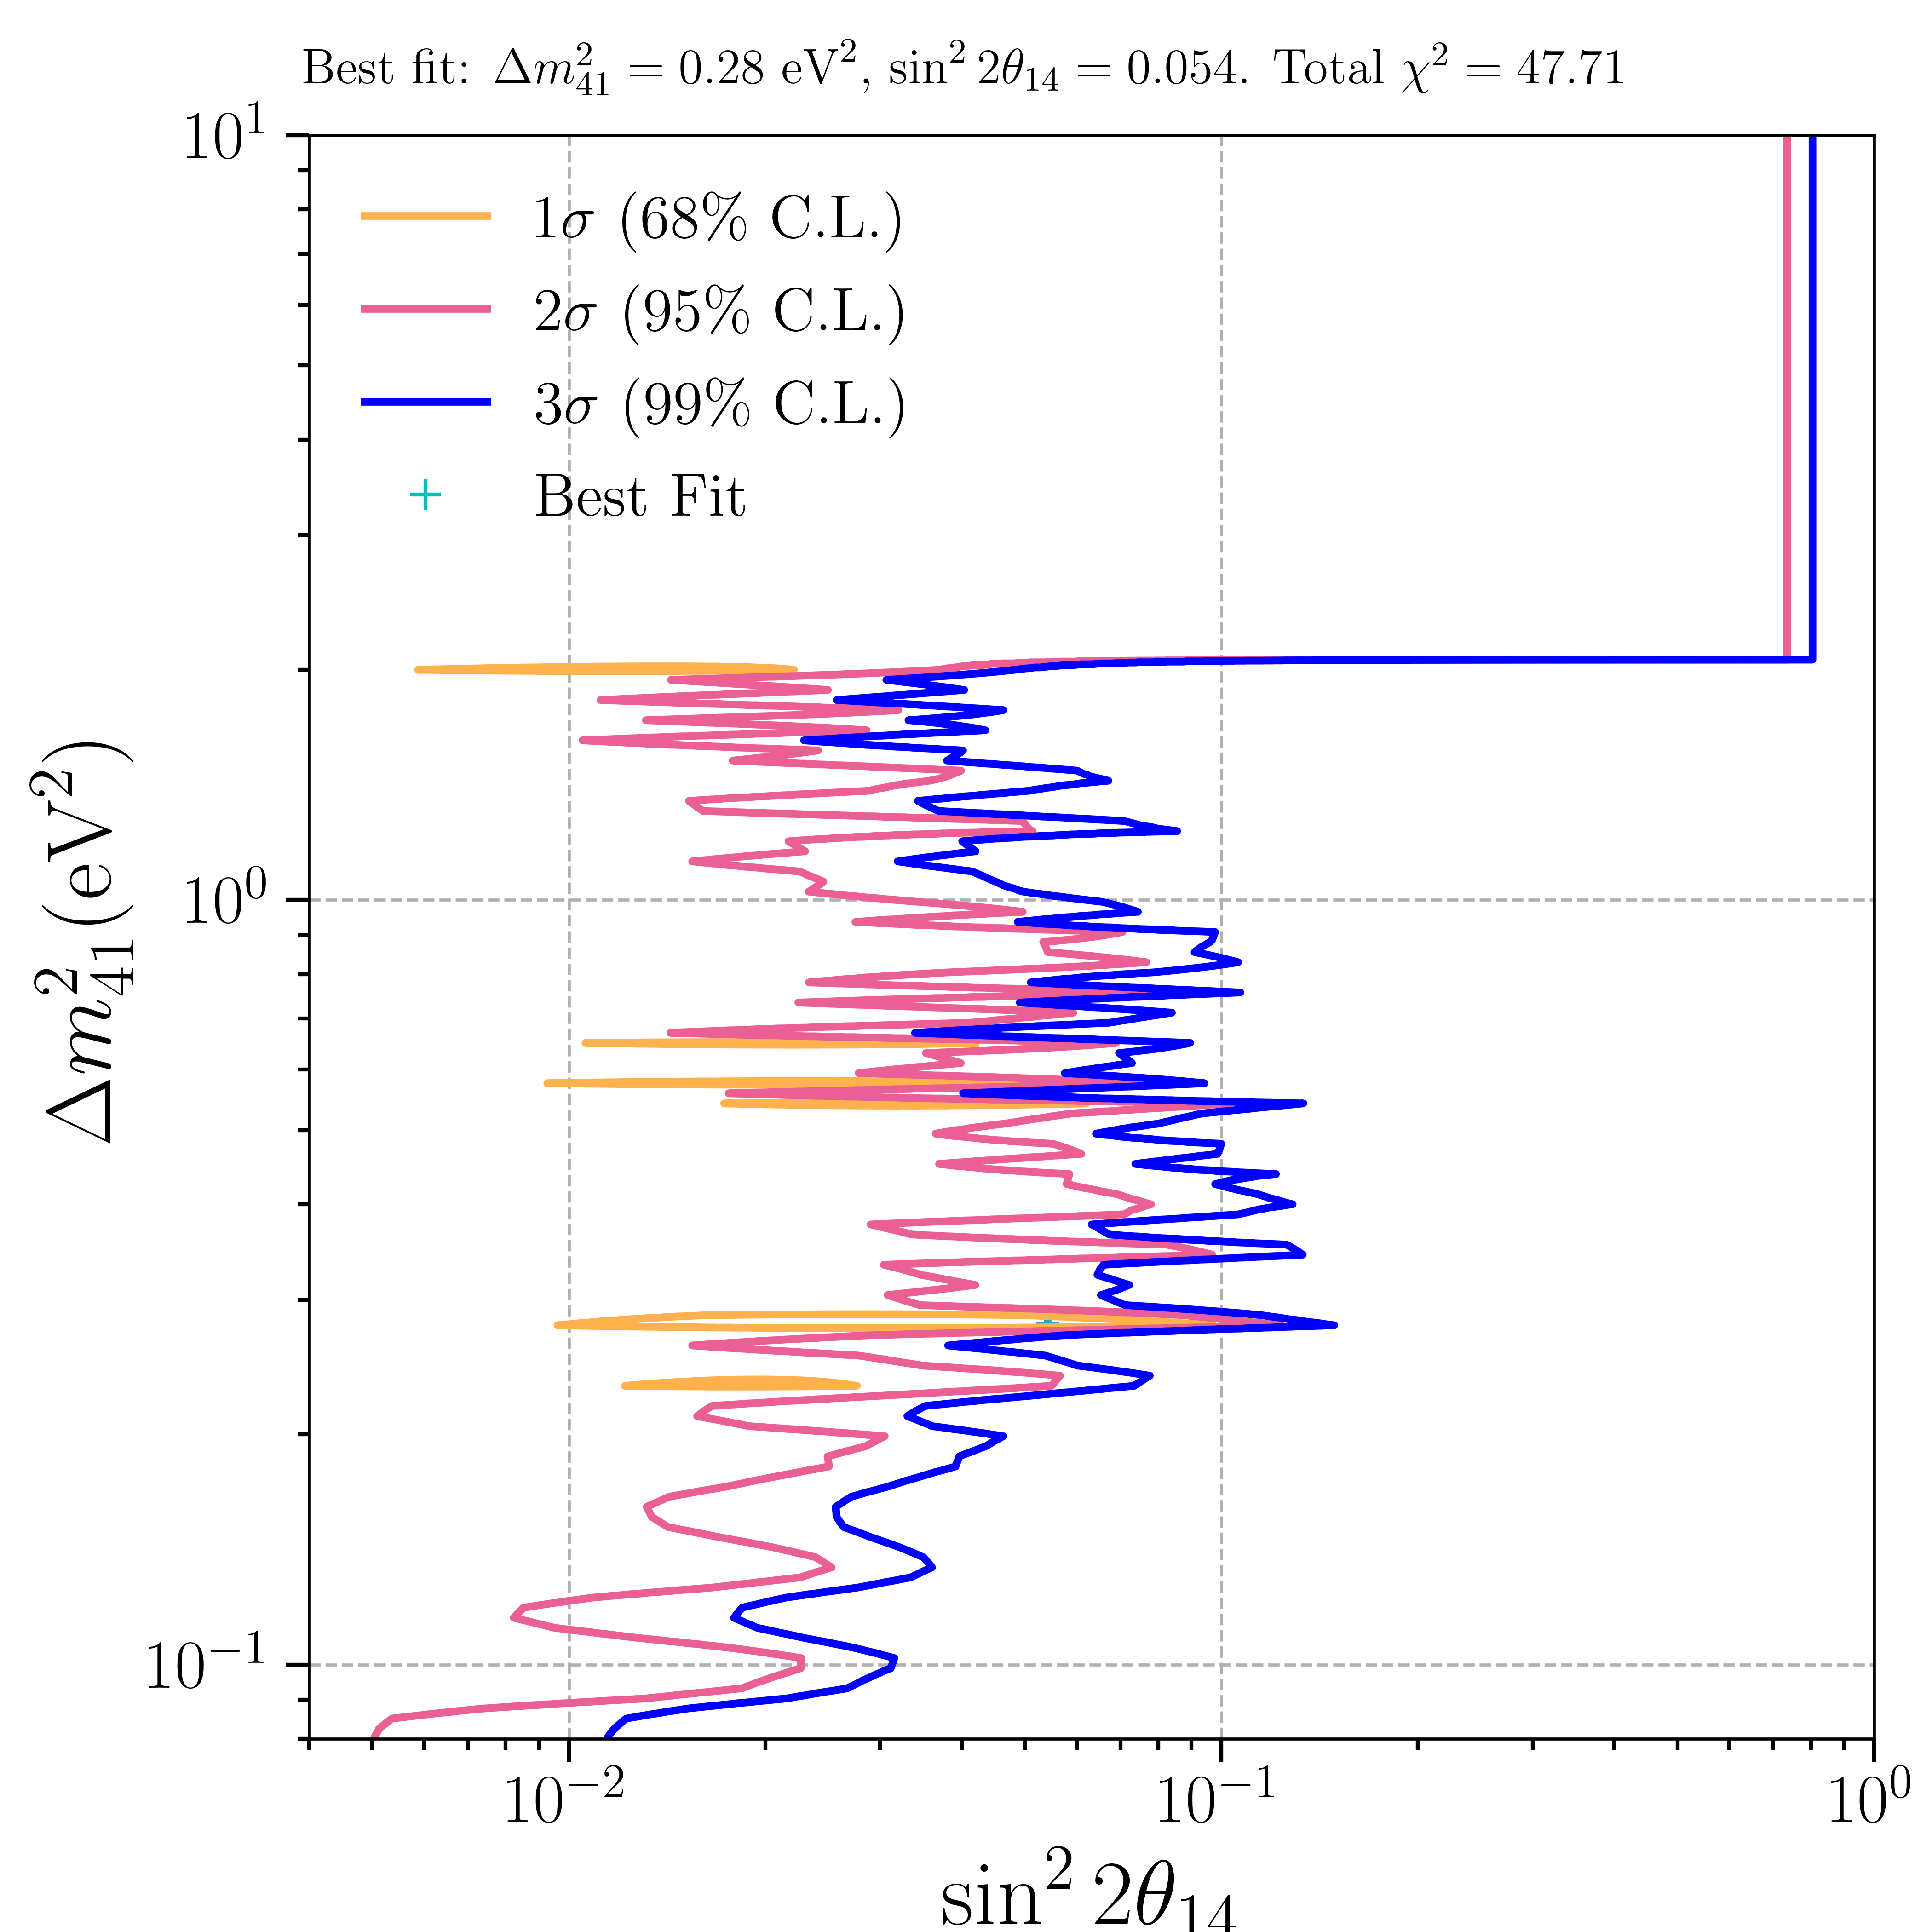 Best fit: Δm²₄₁ = 0.28 eV², sin² 2θ₁₄ = 0.054. Total χ² = 47.71
10¹
1σ (68% C.L.)
2σ (95% C.L.)
3σ (99% C.L.)
Best Fit
Δm²₄₁(eV²)
10⁰
10⁻¹
10⁻² 10⁻¹ 10⁰
sin² 2θ₁₄